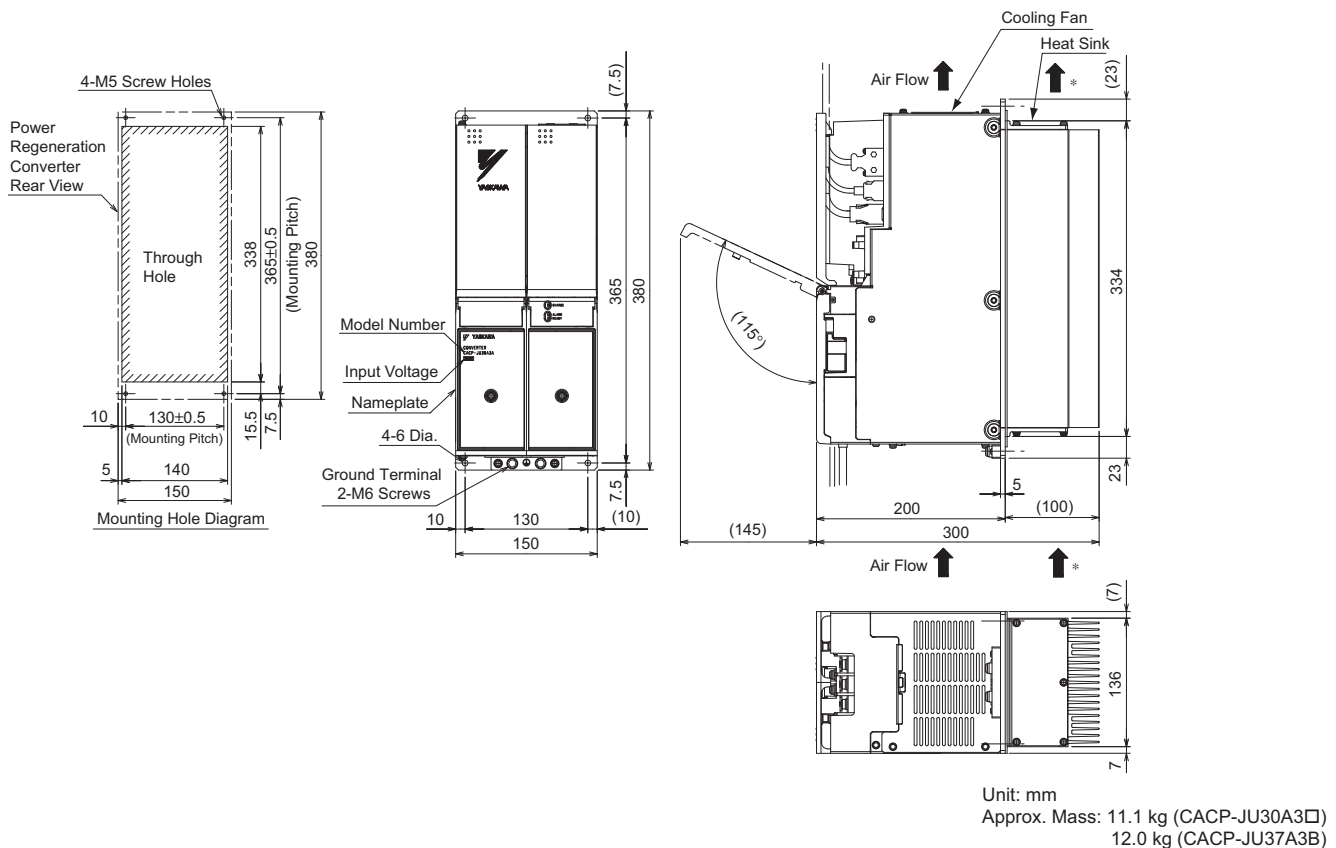 4-M5 Screw Holes
Power
Regeneration
Converter
Rear View
Through
Hole
338
365±0.5
(Mounting Pitch)
380
10
130±0.5
(Mounting Pitch)
15.5
7.5
5
140
150
Mounting Hole Diagram
(7.5)
YASKAWA
365
380
Model Number
YASKAWA
CONVERTER
CACP-JU30A3A
Input Voltage
Nameplate
4-6 Dia.
Ground Terminal
2-M6 Screws
7.5
10
130
(10)
150
Cooling Fan
Heat Sink
Air Flow
*
(23)
(115°)
334
23
5
200
(100)
(145)
300
Air Flow
*
(7)
136
7
Unit: mm
Approx. Mass: 11.1 kg (CACP-JU30A3□)
12.0 kg (CACP-JU37A3B)